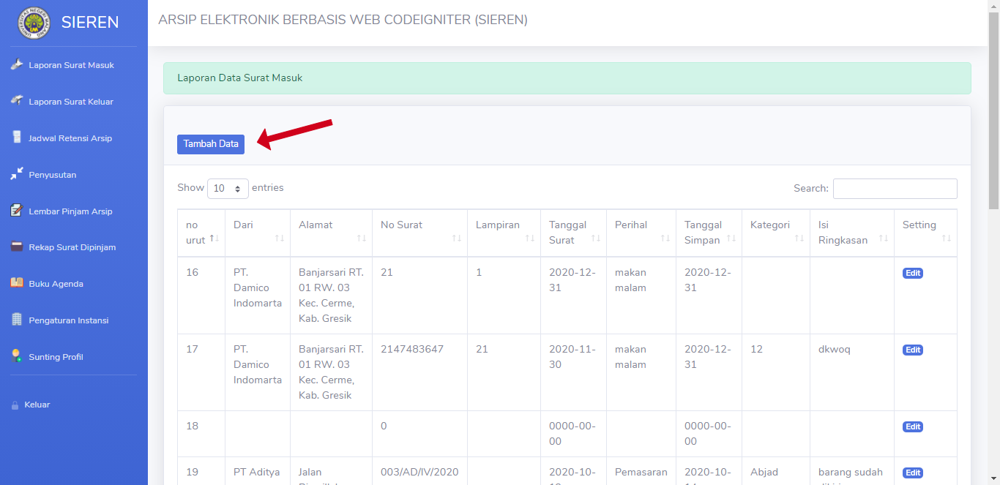 SIEREN
ARSIP ELEKTRONIK BERBASIS WEB CODEIGNITER (SIEREN)
Laporan Surat Masuk
Laporan Surat Keluar
Jadwal Retensi Arsip
Penyusutan
Lembar Pinjam Arsip
Rekap Surat Dipinjam
Buku Agenda
Pengaturan Instansi
Sunting Profil
Keluar
Laporan Data Surat Masuk
Tambah Data
Show 10 entries
Search:
no urut Dari Alamat No Surat Lampiran Tanggal Surat Perihal Tanggal Simpan Kategori Isi Ringkasan Setting
16 PT. Damico Indomarta Banjarsari RT. 01 RW. 03 Kec. Cerme, Kab. Gresik 21 1 2020-12-31 makan malam 2020-12-31 Edit
17 PT. Damico Indomarta Banjarsari RT. 01 RW. 03 Kec. Cerme, Kab. Gresik 2147483647 21 2020-11-30 makan malam 2020-12-31 12 dkwoq Edit
18 0 0000-00-00 0000-00-00 Edit
19 PT Aditya Jalan 003/AD/IV/2020 2020-10- Pemasaran 2020-10- Abjad barang sudah Edit